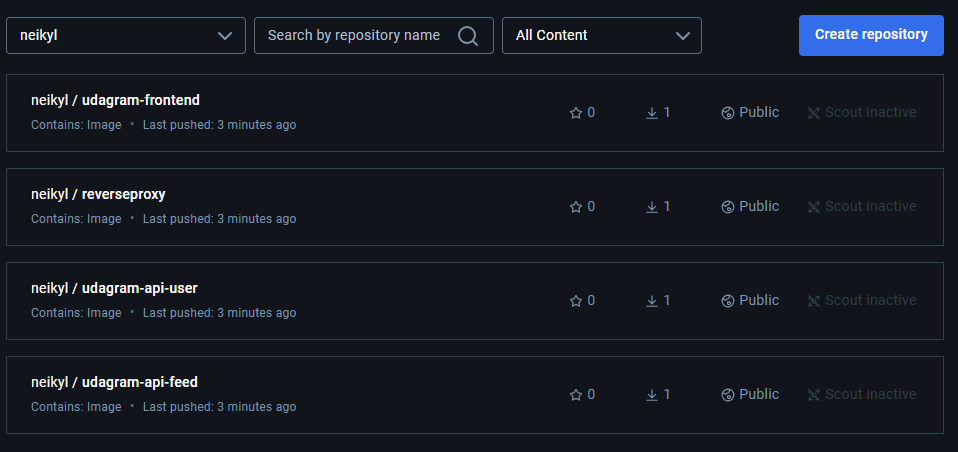 neikyl Search by repository name All Content Create repository
neikyl / udagram-frontend
Contains: Image • Last pushed: 3 minutes ago 0 1 Public Scout inactive
neikyl / reverseproxy
Contains: Image • Last pushed: 3 minutes ago 0 1 Public Scout inactive
neikyl / udagram-api-user
Contains: Image • Last pushed: 3 minutes ago 0 1 Public Scout inactive
neikyl / udagram-api-feed
Contains: Image • Last pushed: 3 minutes ago 0 1 Public Scout inactive